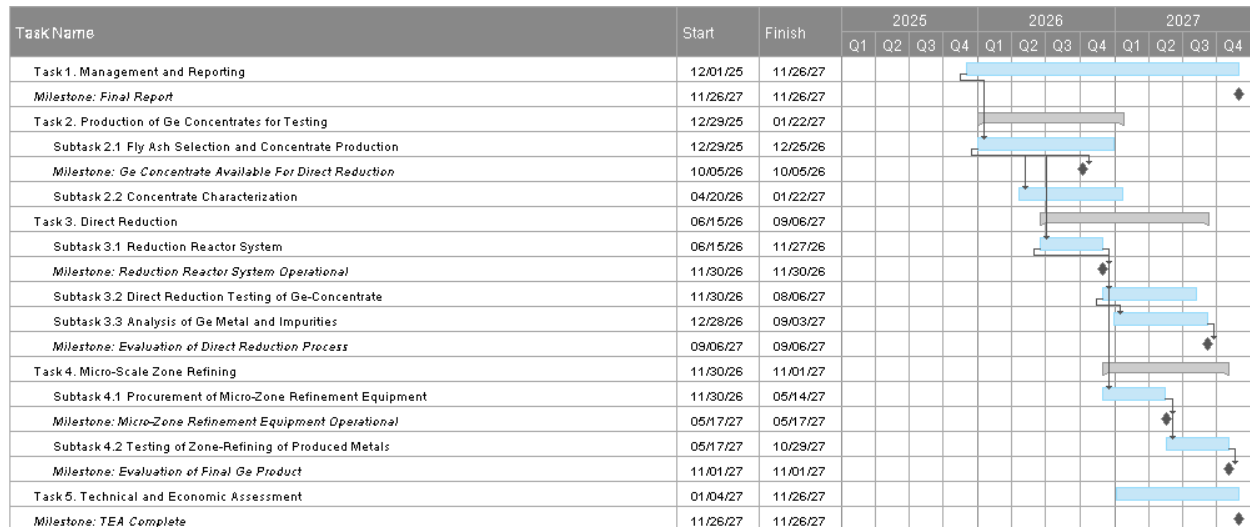 Task Name Start Finish 2025 2026 2027
Q1 Q2 Q3 Q4 Q1 Q2 Q3 Q4 Q1 Q2 Q3 Q4
Task 1. Management and Reporting 12/01/25 11/26/27
Milestone: Final Report 11/26/27 11/26/27
Task 2. Production of Ge Concentrates for Testing 12/29/25 01/22/27
Subtask 2.1 Fly Ash Selection and Concentrate Production 12/29/25 12/25/26
Milestone: Ge Concentrate Available For Direct Reduction 10/05/26 10/05/26
Subtask 2.2 Concentrate Characterization 04/20/26 01/22/27
Task 3. Direct Reduction 06/15/26 09/06/27
Subtask 3.1 Reduction Reactor System 06/15/26 11/27/26
Milestone: Reduction Reactor System Operational 11/30/26 11/30/26
Subtask 3.2 Direct Reduction Testing of Ge-Concentrate 11/30/26 08/06/27
Subtask 3.3 Analysis of Ge Metal and Impurities 12/28/26 09/03/27
Milestone: Evaluation of Direct Reduction Process 09/06/27 09/06/27
Task 4. Micro-Scale Zone Refining 11/30/26 11/01/27
Subtask 4.1 Procurement of Micro-Zone Refinement Equipment 11/30/26 05/14/27
Milestone: Micro-Zone Refinement Equipment Operational 05/17/27 05/17/27
Subtask 4.2 Testing of Zone-Refining of Produced Metals 05/17/27 10/29/27
Milestone: Evaluation of Final Ge Product 11/01/27 11/01/27
Task 5. Technical and Economic Assessment 01/04/27 11/26/27
Milestone: TEA Complete 11/26/27 11/26/27